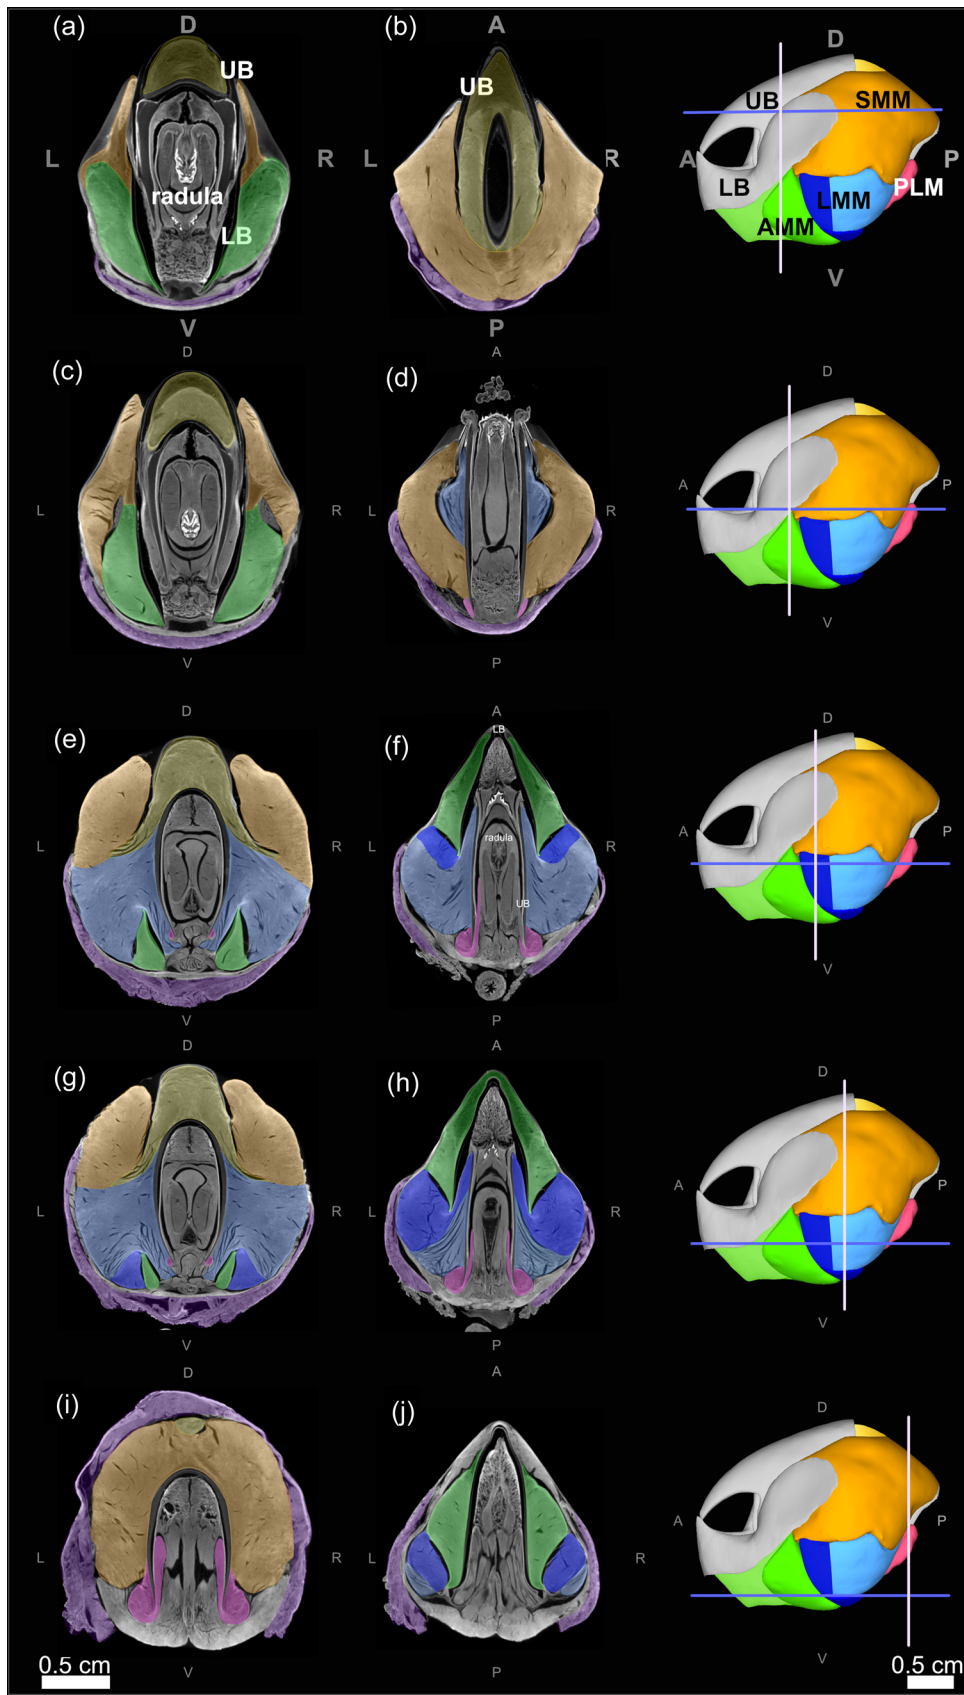 (a)
D
UB
L
R
radula
LB
V
(b)
A
UB
L
R
P
D
UB
SMM
A
P
LB
PLM
LMM
AMM
V
(c)
D
L
R
V
(d)
A
L
R
P
D
A
P
V
(e)
D
L
R
V
(f)
A
LB
L
R
radula
UB
P
D
A
P
V
(g)
D
L
R
V
(h)
A
L
R
P
D
A
P
V
(i)
D
L
R
V
0.5 cm
(j)
A
L
R
P
D
A
P
V
0.5 cm